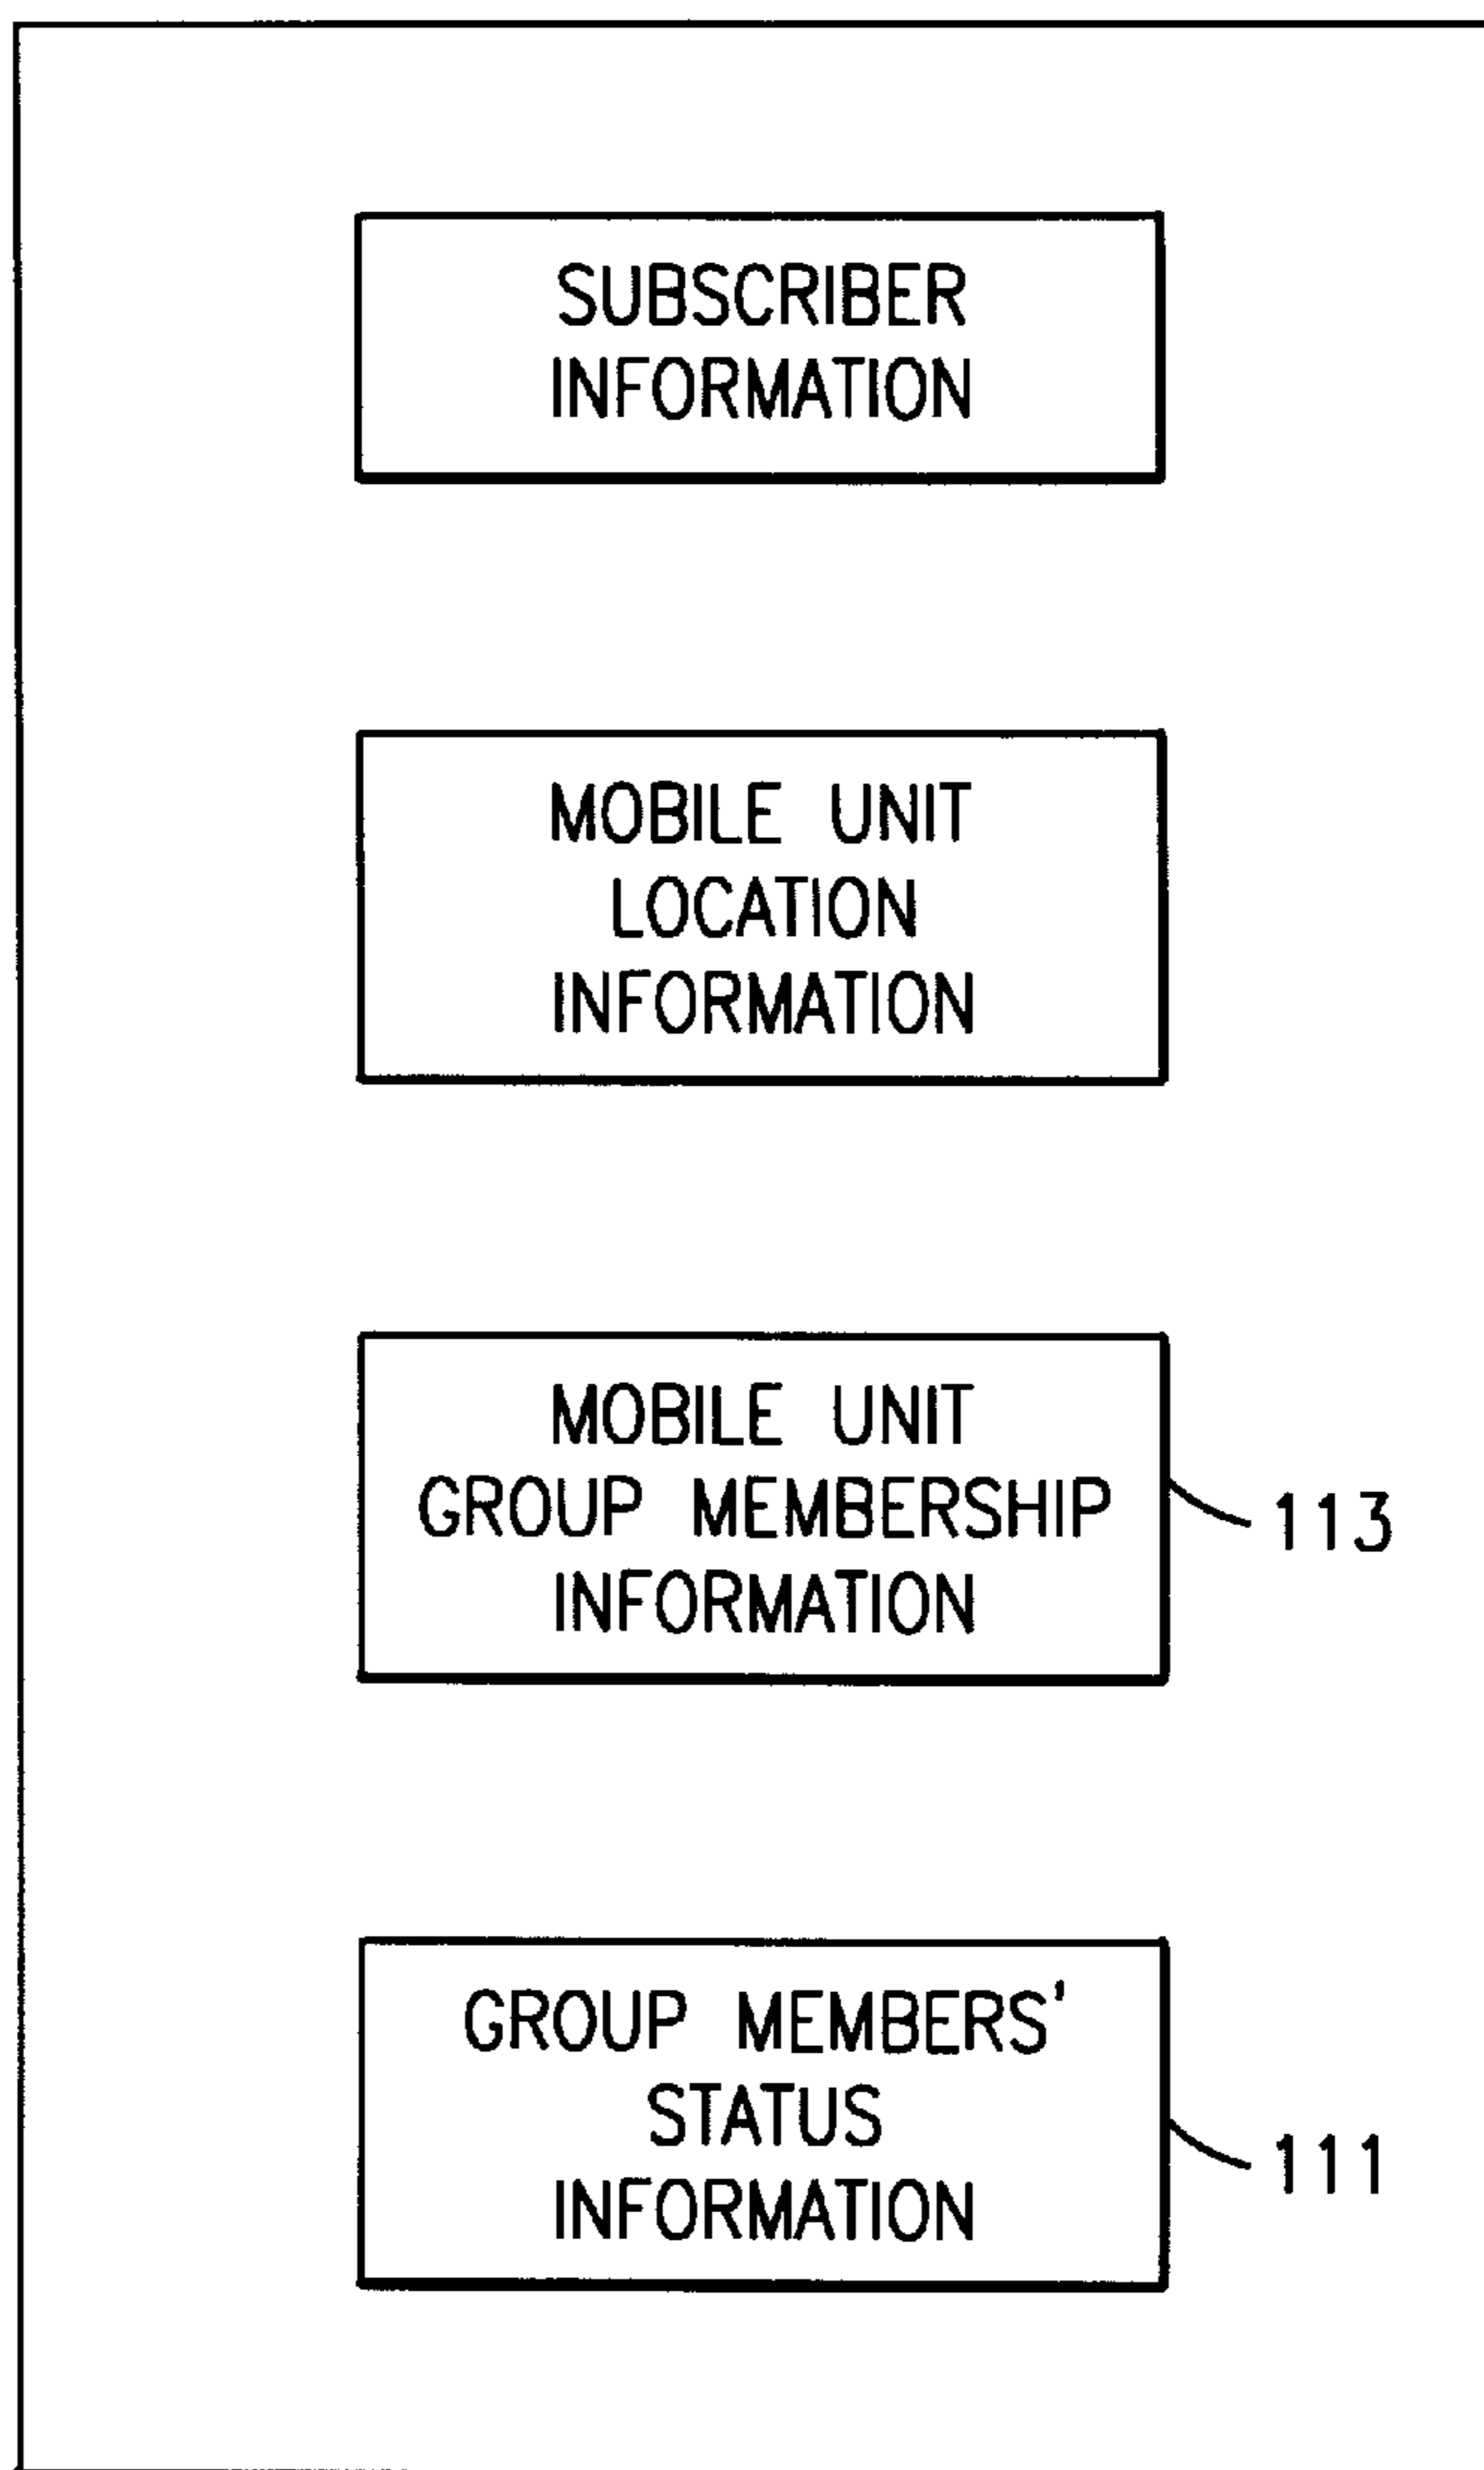 SUBSCRIBER
INFORMATION
MOBILE UNIT
LOCATION
INFORMATION
MOBILE UNIT
GROUP MEMBERSHIP
INFORMATION
113
GROUP MEMBERS'
STATUS
INFORMATION
111